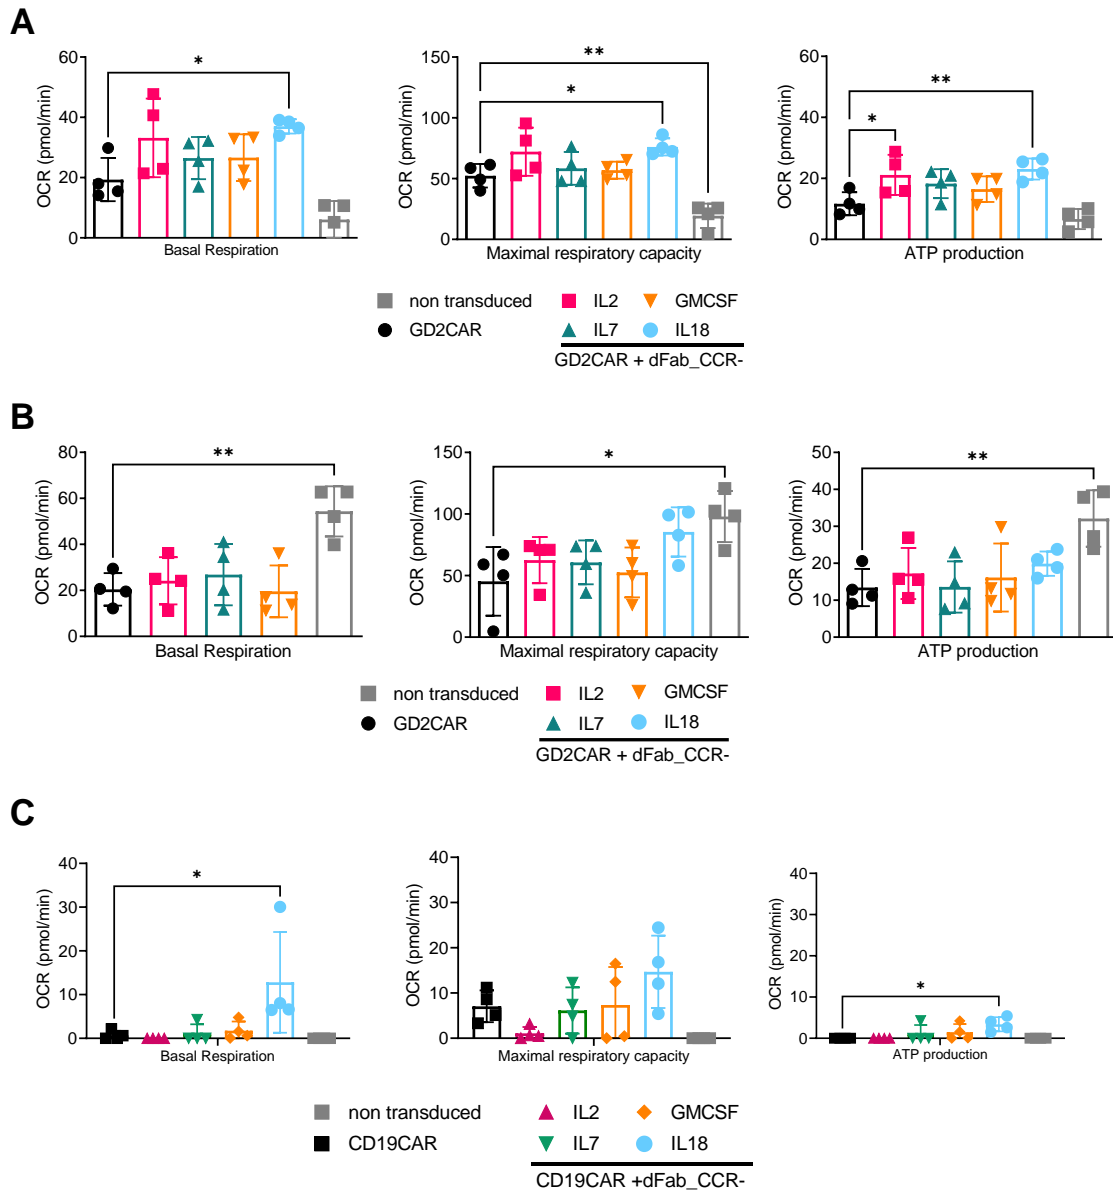 A
OCR (pmol/min)
60
40
20
0
*
Basal Respiration
OCR (pmol/min)
150
100
50
0
**
*
Maximal respiratory capacity
OCR (pmol/min)
60
40
20
0
**
*
ATP production
non transduced
IL2
GMCSF
GD2CAR
IL7
IL18
GD2CAR + dFab_CCR-
B
OCR (pmol/min)
80
60
40
20
0
**
Basal Respiration
OCR (pmol/min)
150
100
50
0
*
Maximal respiratory capacity
OCR (pmol/min)
50
40
30
20
10
0
**
ATP production
non transduced
IL2
GMCSF
GD2CAR
IL7
IL18
GD2CAR + dFab_CCR-
C
OCR (pmol/min)
40
30
20
10
0
*
Basal Respiration
OCR (pmol/min)
40
30
20
10
0
Maximal respiratory capacity
OCR (pmol/min)
40
30
20
10
0
*
ATP production
non transduced
IL2
GMCSF
CD19CAR
IL7
IL18
CD19CAR +dFab_CCR-